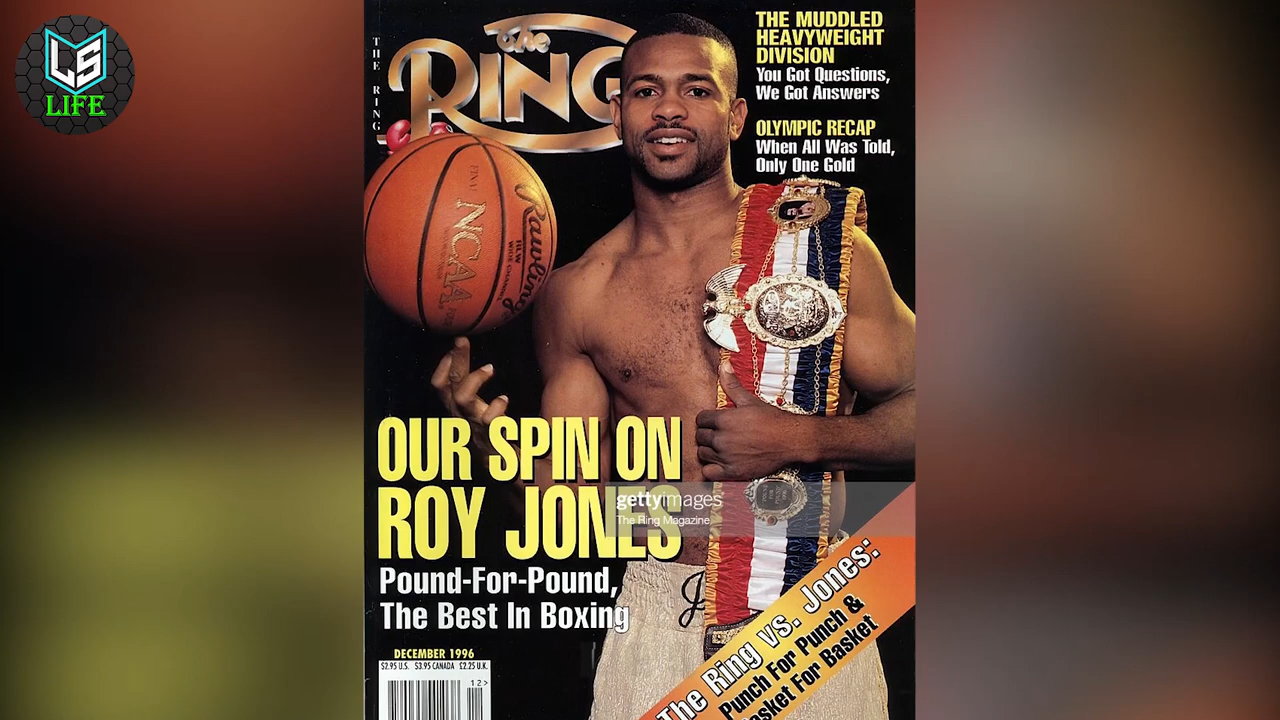 LS
LIFE
THE RING
The
RING
THE MUDDLED
HEAVYWEIGHT
DIVISION
You Got Questions,
We Got Answers
OLYMPIC RECAP
When All Was Told,
Only One Gold
FINAL
NCAA
Rawlings
OUR SPIN ON
ROY JONES
Pound-For-Pound,
The Best In Boxing
gettyimages
The Ring Magazine
The Ring vs. Jones:
Punch For Punch &
Basket For Basket
DECEMBER 1996
$2.95 U.S. $3.95 CANADA £2.25 U.K.
12>